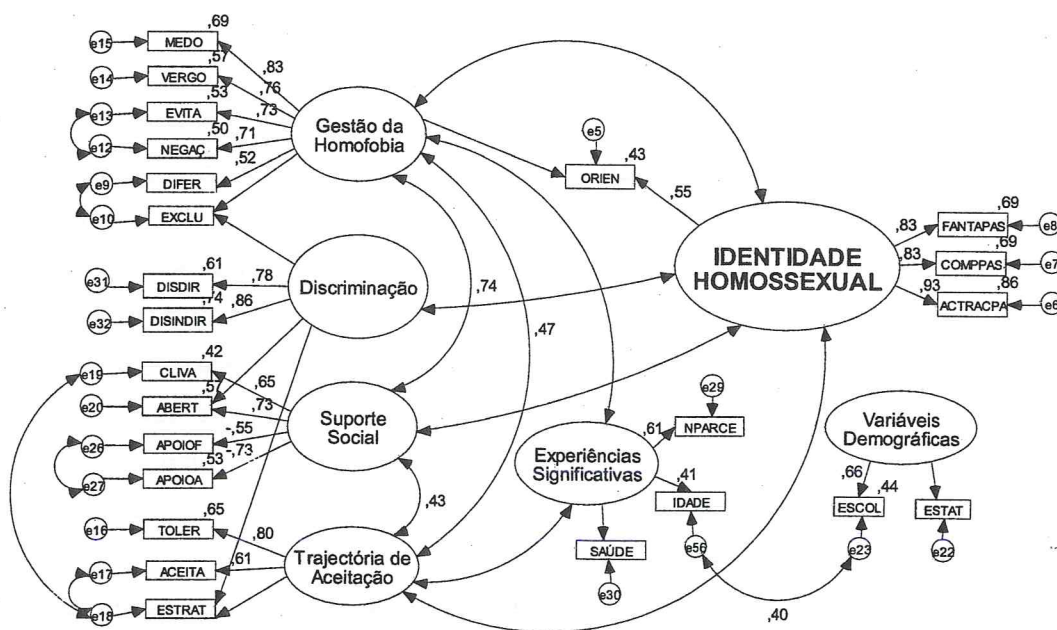 ,69
e15 MEDO
,57
,83
e14 VERGO
,76
,53
e13 EVITA
,73
,50
e12 NEGAÇ
,71
,52
e9 DIFER
e10 EXCLU
Gestão da
Homofobia
e5
,43
ORIEN
,55
,69
,83 FANTAPAS e8
,69
,83 COMPPAS e7
,86
,93 ACTRACPA e6
IDENTIDADE
HOMOSSEXUAL
,61
e31 DISDIR
,78
,74
,86
e32 DISINDIR
Discriminação
,74
,47
,42
e19 CLIVA
,65
e20 ABERT
,73
e26 APOIOF
-,55
,53
-,73
e27 APOIOA
Suporte
Social
,43
e29
,61
NPARCE
Experiências
Significativas
,41
IDADE
e56
SAÚDE
e30
Variáveis
Demográficas
,66
,44
ESCOL
ESTAT
e23
e22
,40
,65
e16 TOLER
,80
e17 ACEITA
,61
e18 ESTRAT
Trajectória de
Aceitação